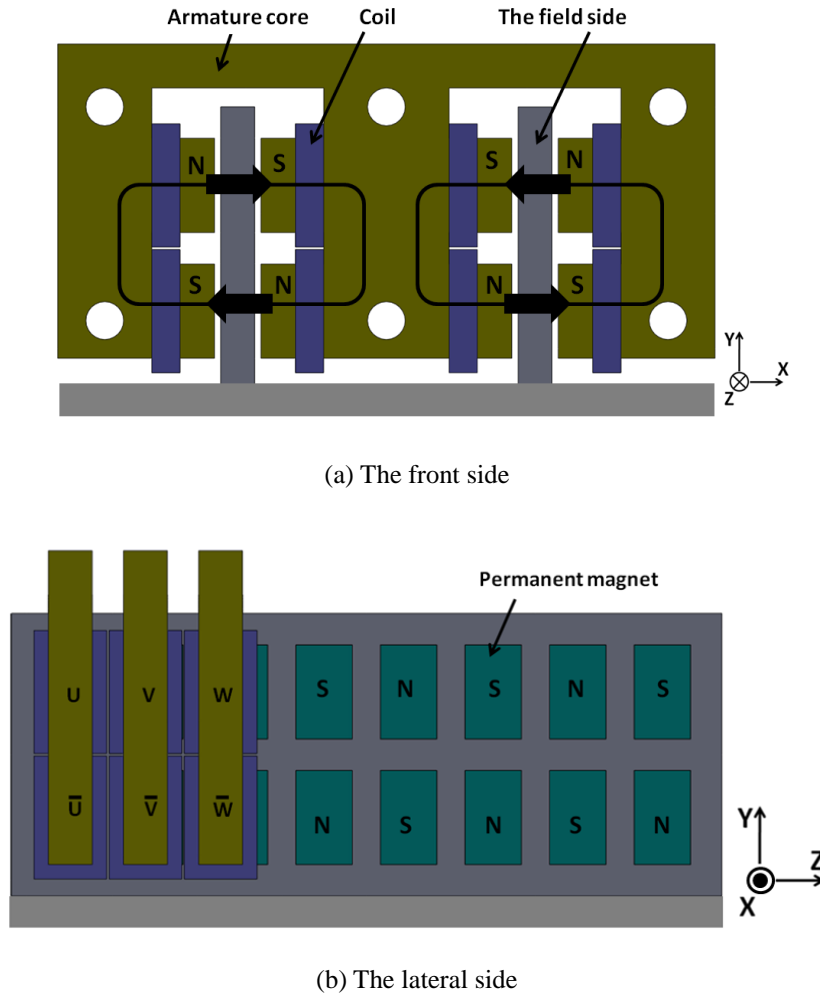 Armature core
Coil
The field side
N S S N
S N N S
Y
X
Z
(a) The front side
Permanent magnet
U V W S N S N S
U̅ V̅ W̅ N S N S N
Y
Z
X
(b) The lateral side